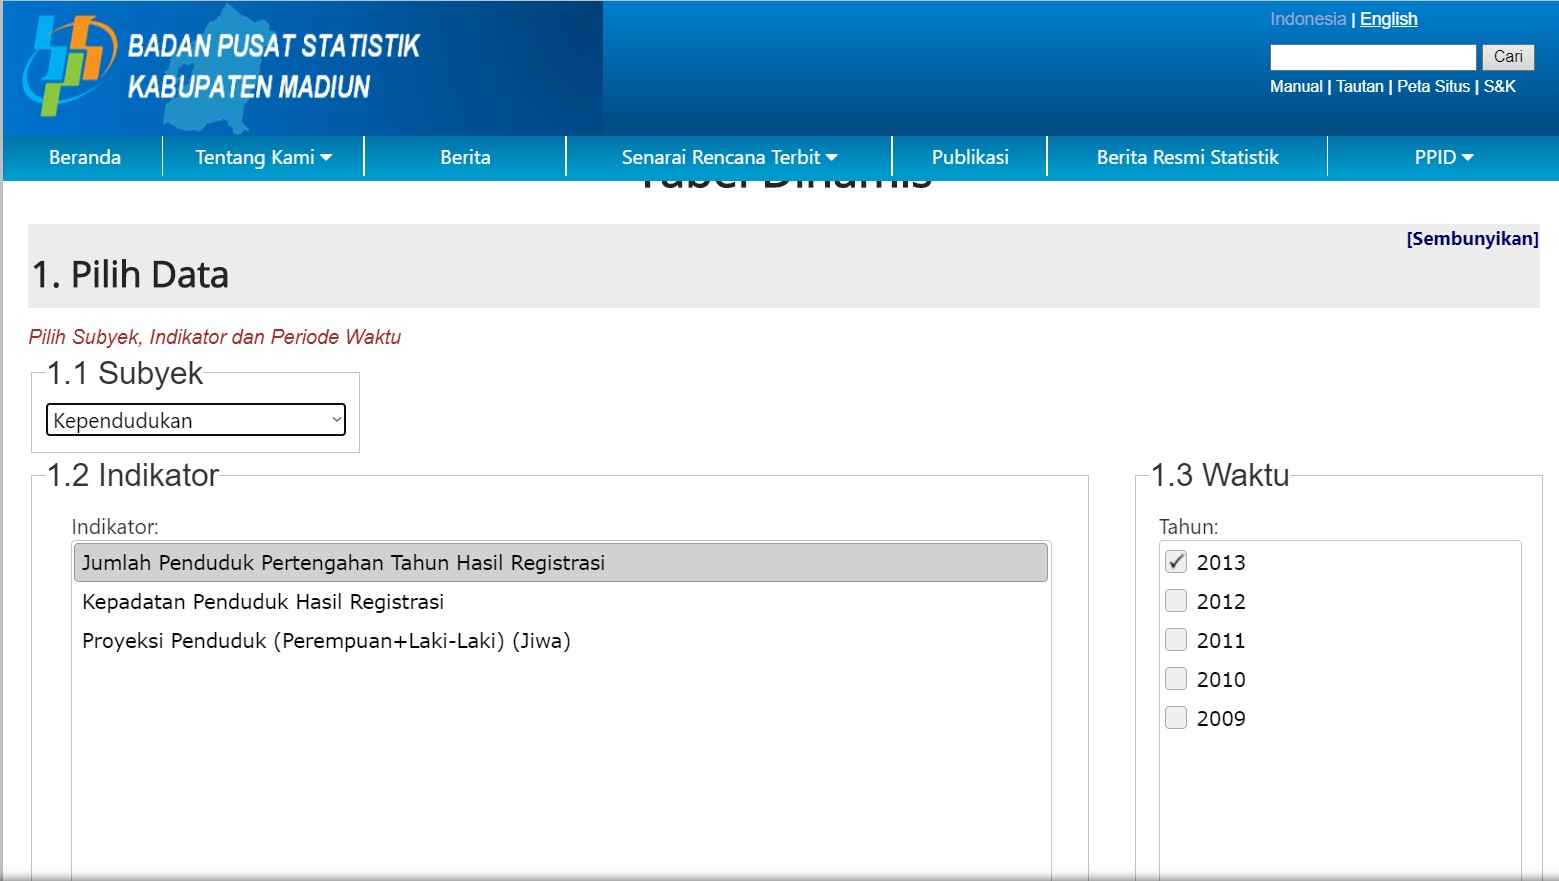 BADAN PUSAT STATISTIK
KABUPATEN MADIUN
Indonesia | English
Cari
Manual | Tautan | Peta Situs | S&K
Beranda
Tentang Kami
Berita
Senarai Rencana Terbit
Publikasi
Berita Resmi Statistik
PPID
Tabel Dinamis
[Sembunyikan]
1. Pilih Data
Pilih Subyek, Indikator dan Periode Waktu
1.1 Subyek
Kependudukan
1.2 Indikator
Indikator:
Jumlah Penduduk Pertengahan Tahun Hasil Registrasi
Kepadatan Penduduk Hasil Registrasi
Proyeksi Penduduk (Perempuan+Laki-Laki) (Jiwa)
1.3 Waktu
Tahun:
2013
2012
2011
2010
2009